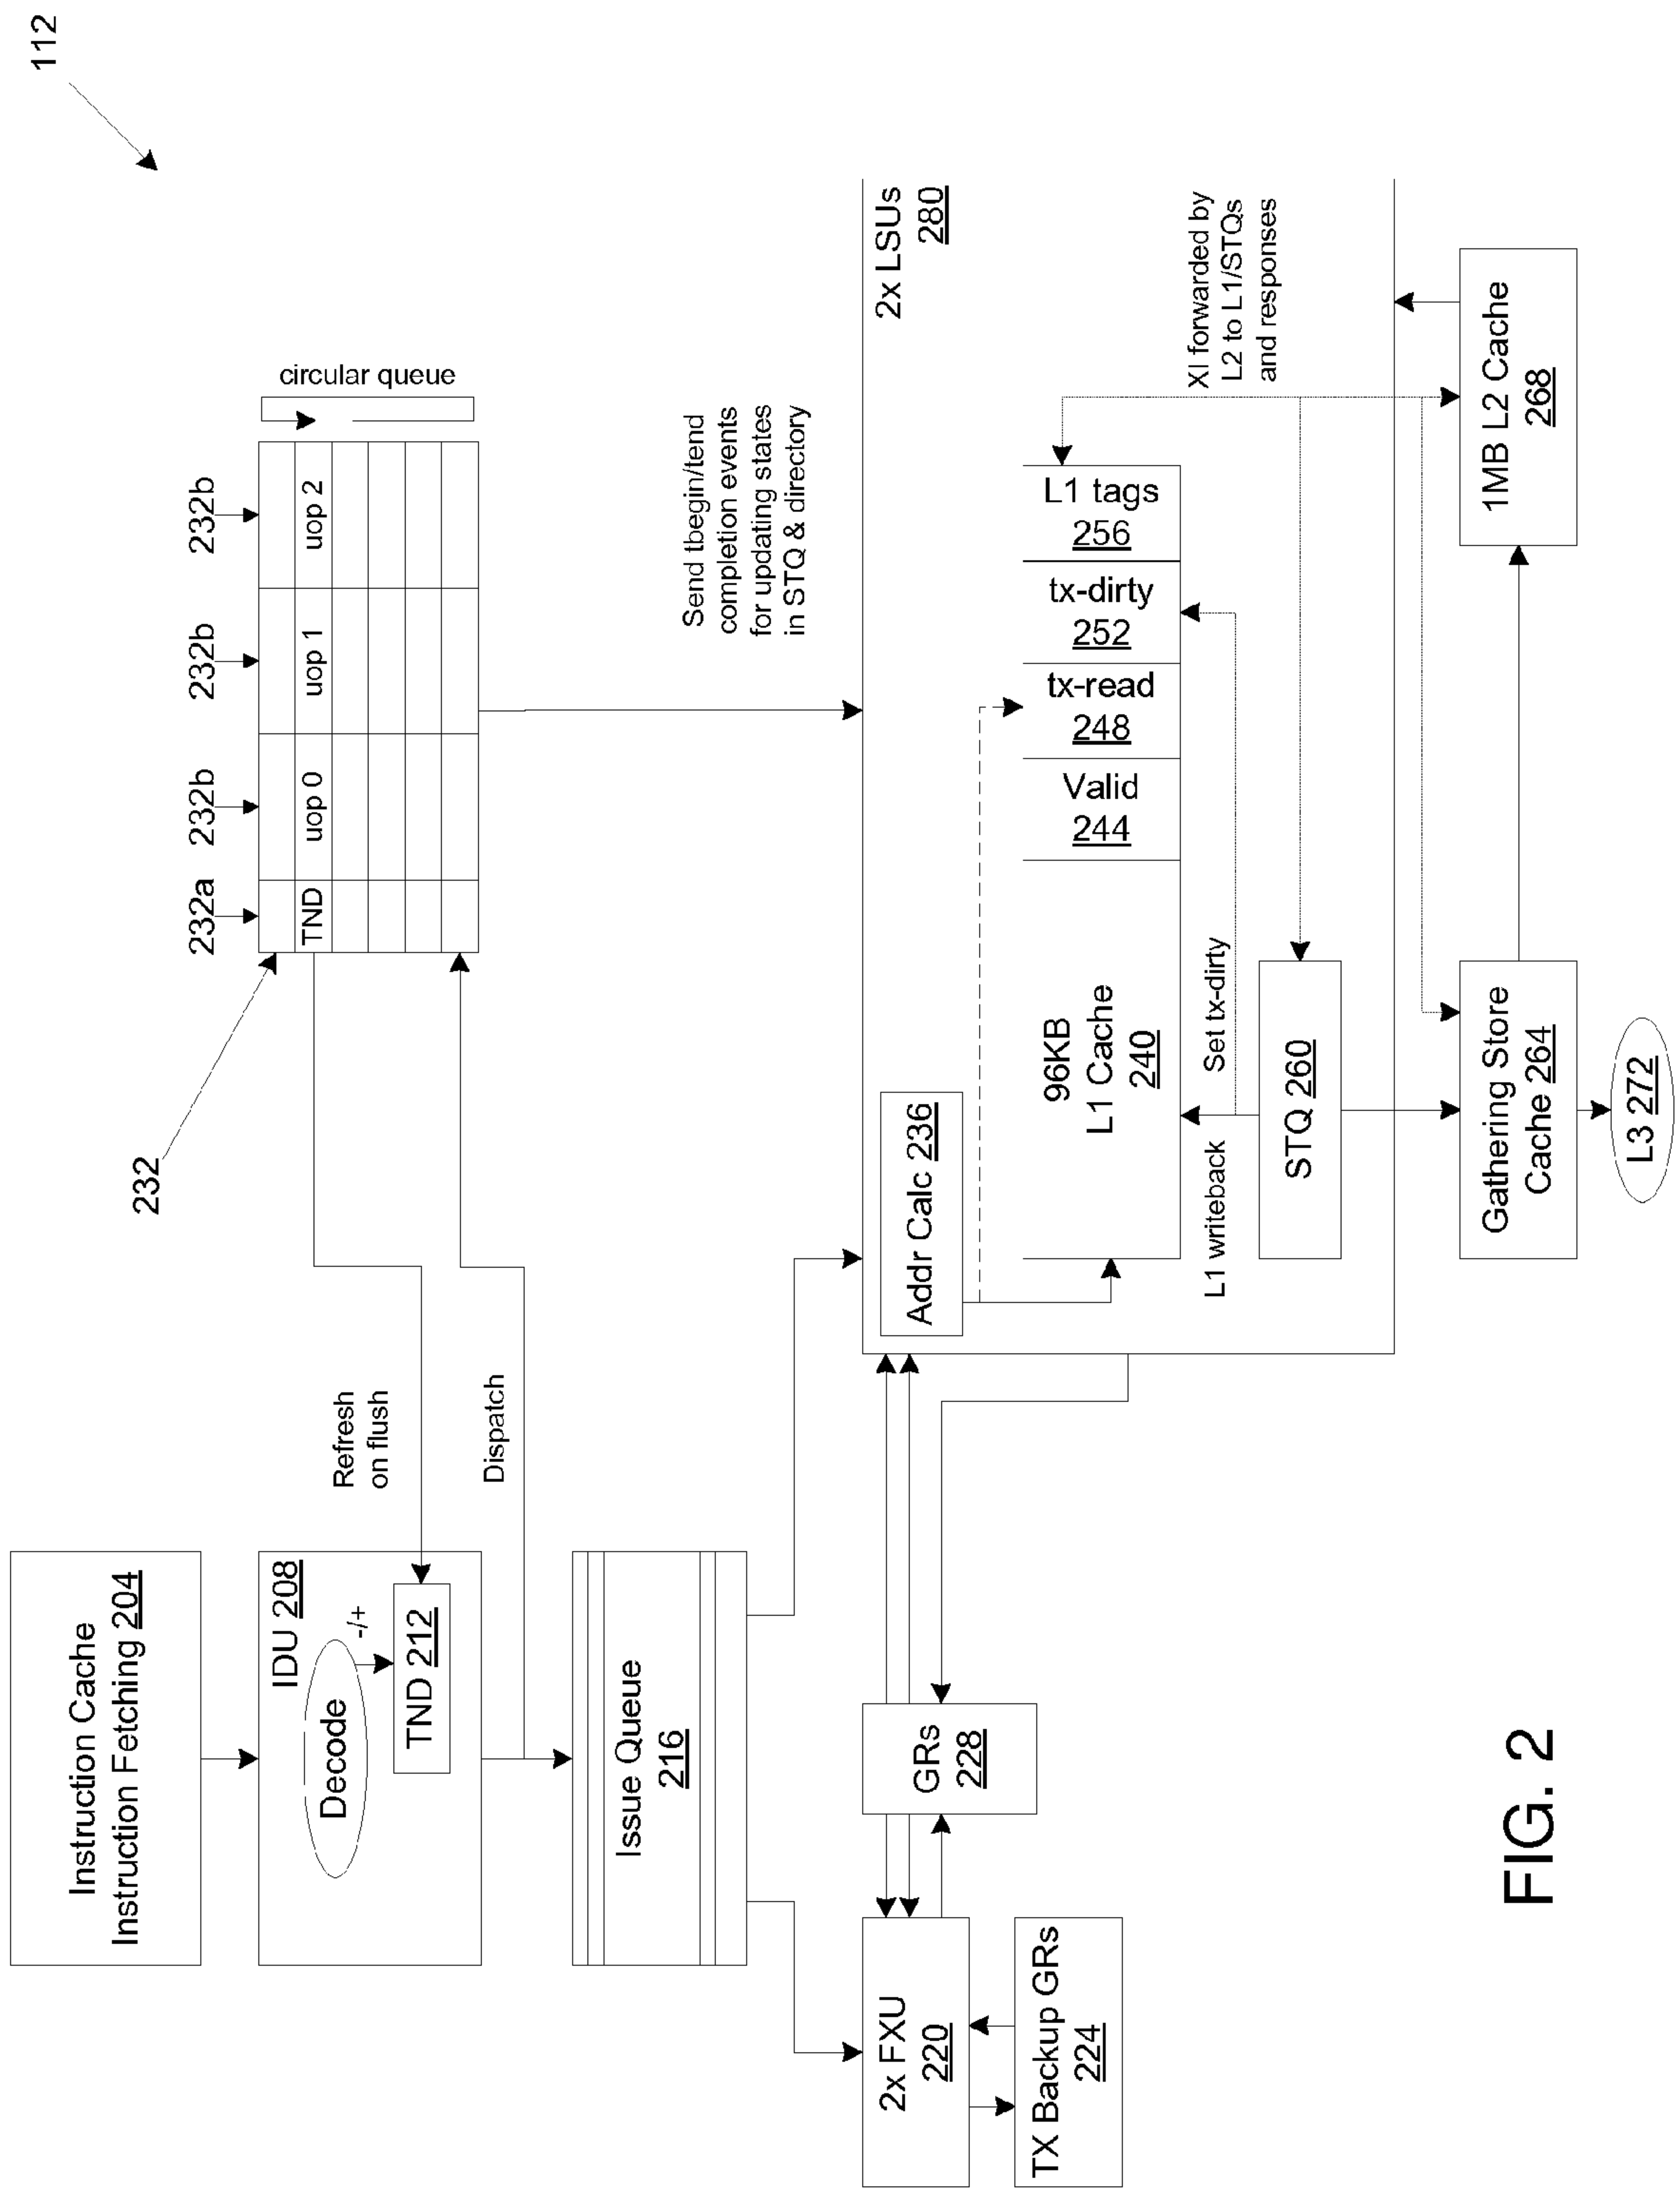 112
Instruction Cache
Instruction Fetching 204
IDU 208
Decode
-/+
TND 212
Refresh
on flush
Dispatch
232
232a
232b
232b
232b
TND
uop 0
uop 1
uop 2
circular queue
Issue Queue
216
Send tbegin/tend
completion events
for updating states
in STQ & directory
2x FXU
220
TX Backup GRs
224
GRs
228
2x LSUs
280
Addr Calc 236
96KB
L1 Cache
240
Valid
244
tx-read
248
tx-dirty
252
L1 tags
256
L1 writeback
Set tx-dirty
XI forwarded by
L2 to L1/STQs
and responses
STQ 260
Gathering Store
Cache 264
1MB L2 Cache
268
L3 272
FIG. 2